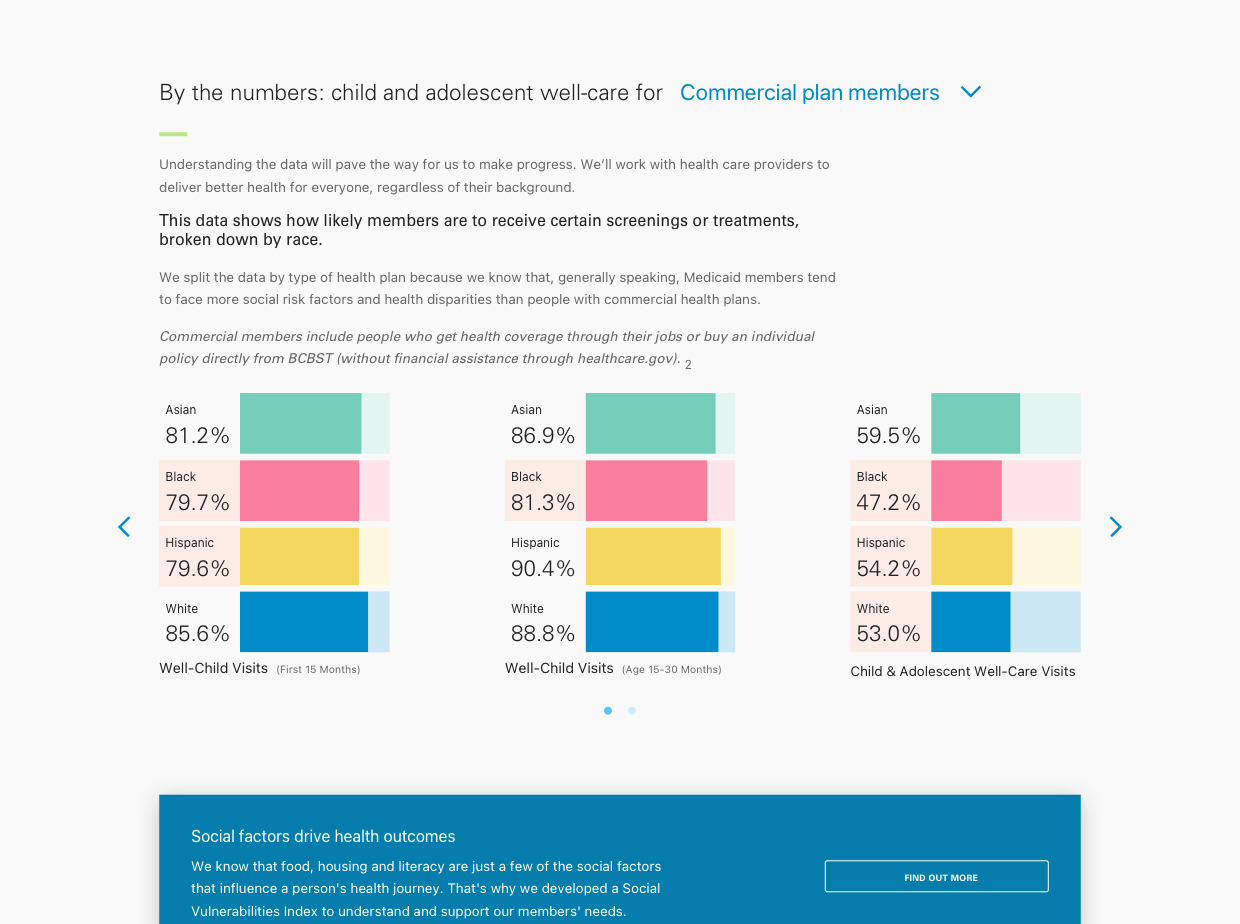 By the numbers: child and adolescent well-care for Commercial plan members
Understanding the data will pave the way for us to make progress. We’ll work with health care providers to
deliver better health for everyone, regardless of their background.
This data shows how likely members are to receive certain screenings or treatments,
broken down by race.
We split the data by type of health plan because we know that, generally speaking, Medicaid members tend
to face more social risk factors and health disparities than people with commercial health plans.
Commercial members include people who get health coverage through their jobs or buy an individual
policy directly from BCBST (without financial assistance through healthcare.gov). 2
Asian
81.2%
Black
79.7%
Hispanic
79.6%
White
85.6%
Well-Child Visits (First 15 Months)
Asian
86.9%
Black
81.3%
Hispanic
90.4%
White
88.8%
Well-Child Visits (Age 15-30 Months)
Asian
59.5%
Black
47.2%
Hispanic
54.2%
White
53.0%
Child & Adolescent Well-Care Visits
Social factors drive health outcomes
We know that food, housing and literacy are just a few of the social factors
that influence a person's health journey. That's why we developed a Social
Vulnerabilities Index to understand and support our members' needs.
FIND OUT MORE